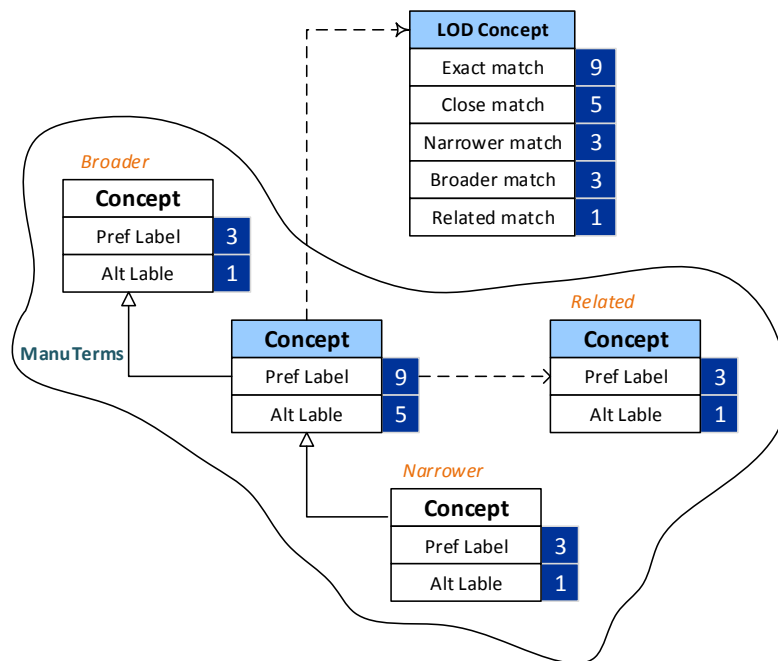 LOD Concept
Exact match 9
Close match 5
Narrower match 3
Broader match 3
Related match 1
Broader
Concept
Pref Label 3
Alt Lable 1
ManuTerms
Concept
Pref Label 9
Alt Lable 5
Related
Concept
Pref Label 3
Alt Lable 1
Narrower
Concept
Pref Label 3
Alt Lable 1